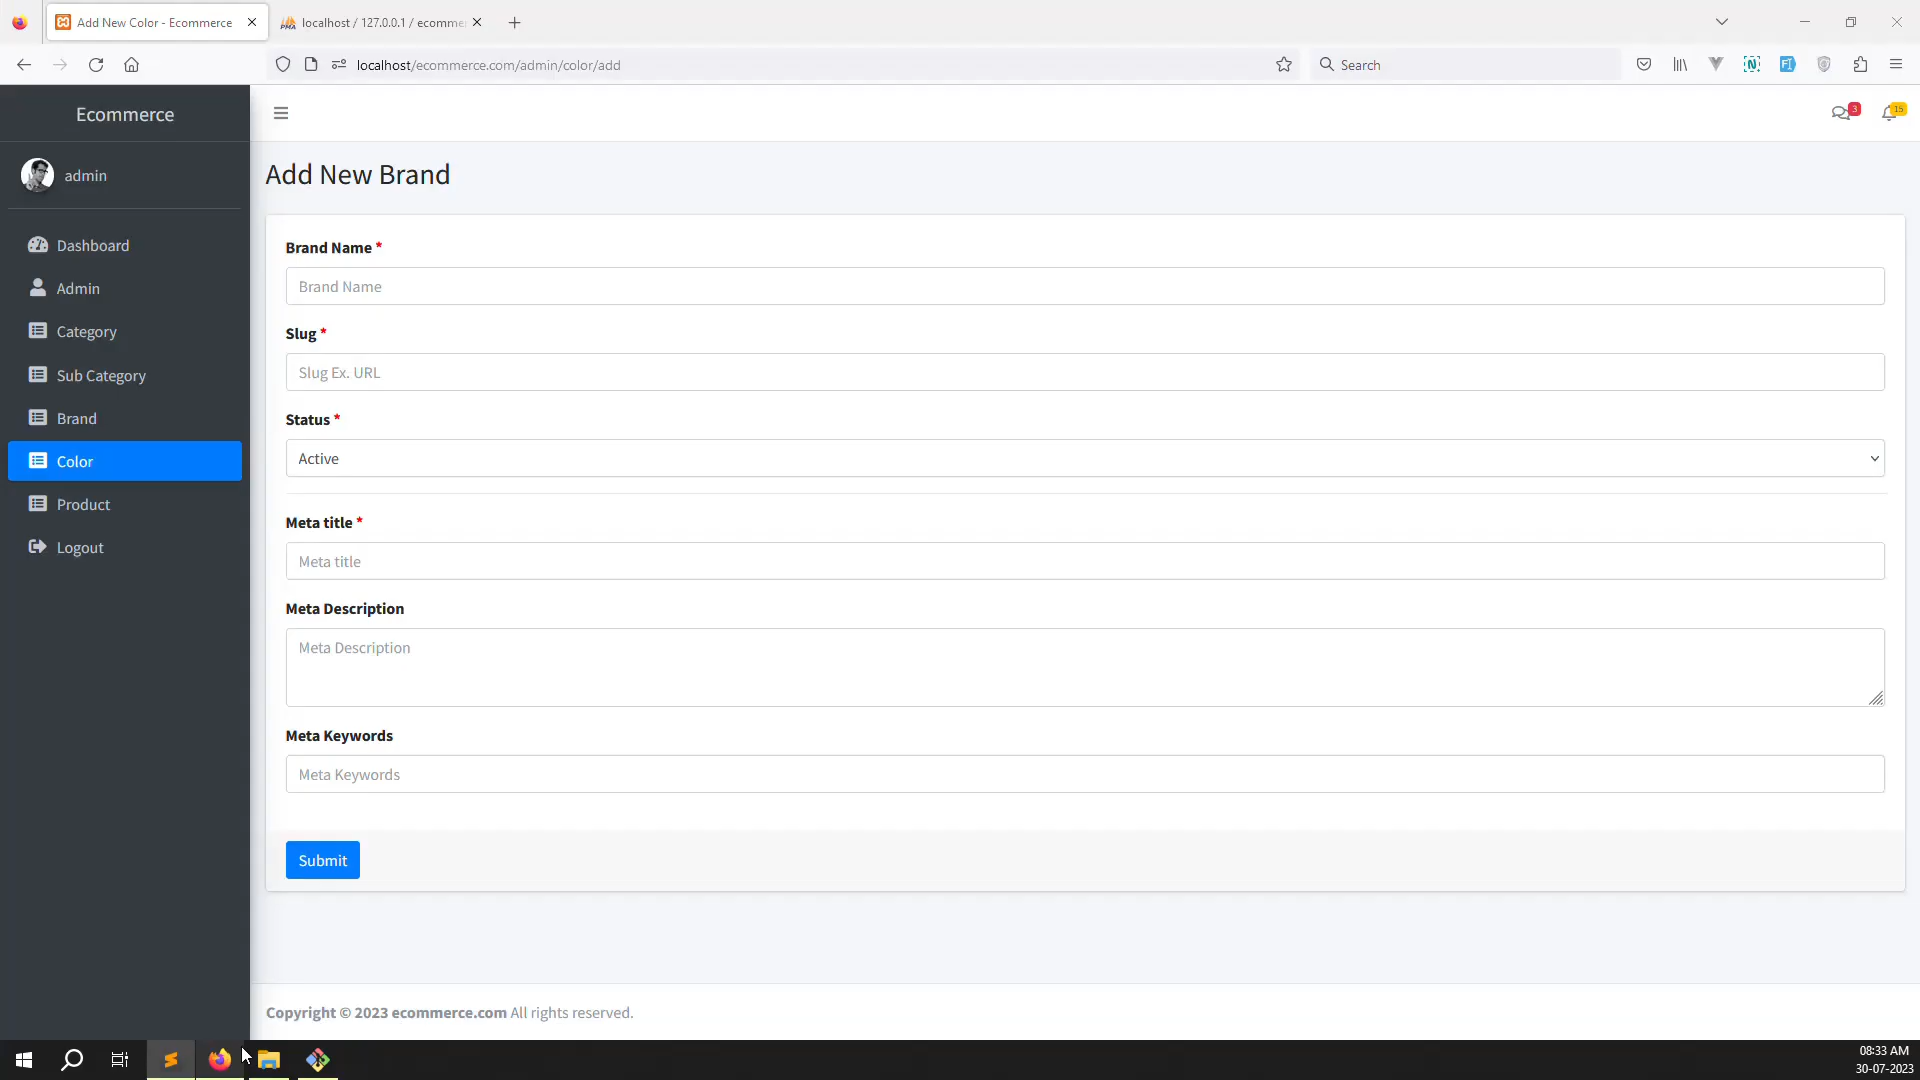 Add New Color - Ecommerce
localhost / 127.0.0.1 / ecomme
localhost/ecommerce.com/admin/color/add
Search
Ecommerce
3
15
admin
Dashboard
Admin
Category
Sub Category
Brand
Color
Product
Logout
Add New Brand
Brand Name *
Brand Name
Slug *
Slug Ex. URL
Status *
Active
Meta title *
Meta title
Meta Description
Meta Description
Meta Keywords
Meta Keywords
Submit
Copyright © 2023 ecommerce.com All rights reserved.
08:33 AM
30-07-2023